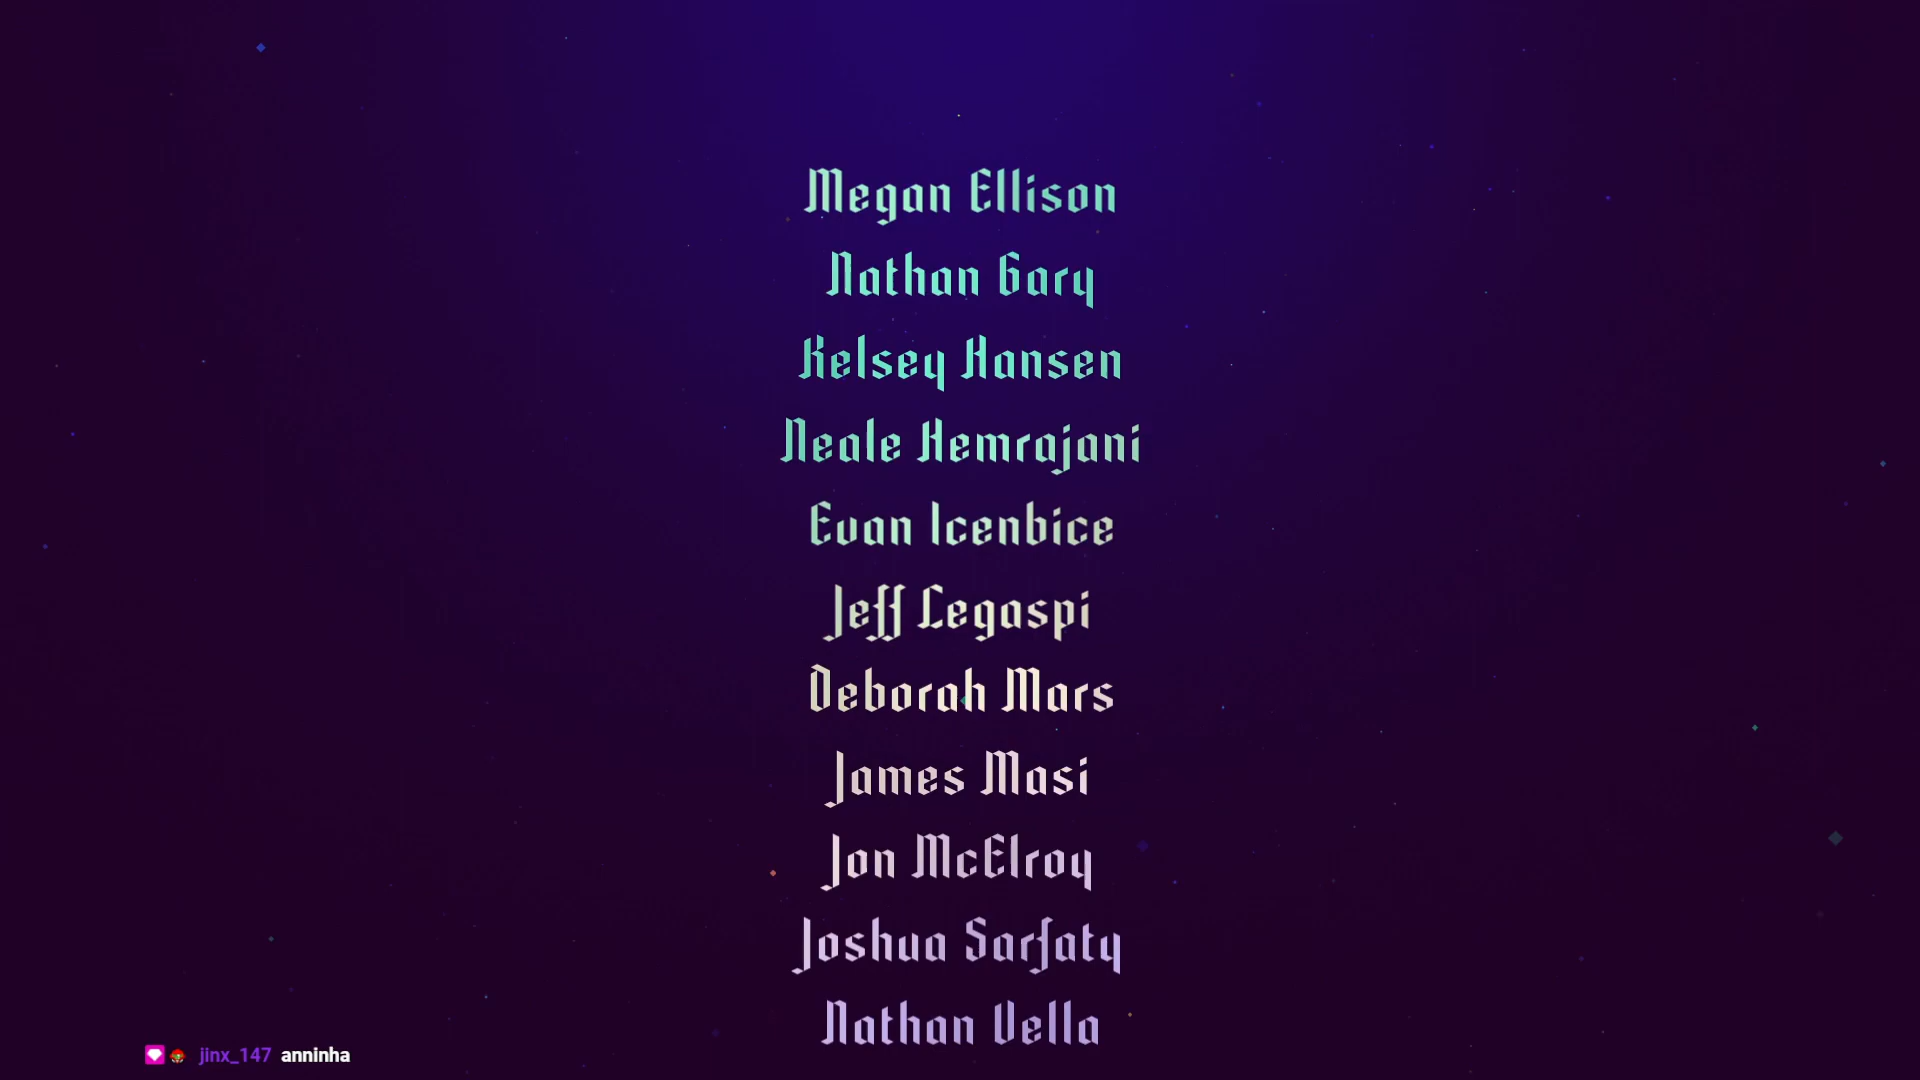 Megan Ellison
Nathan Gary
Kelsey Hansen
Neale Hemrajani
Evan Icenbice
Jeff Legaspi
Deborah Mars
James Masi
Jon McElroy
Joshua Sarfaty
Nathan Vella
jinx_147 anninha